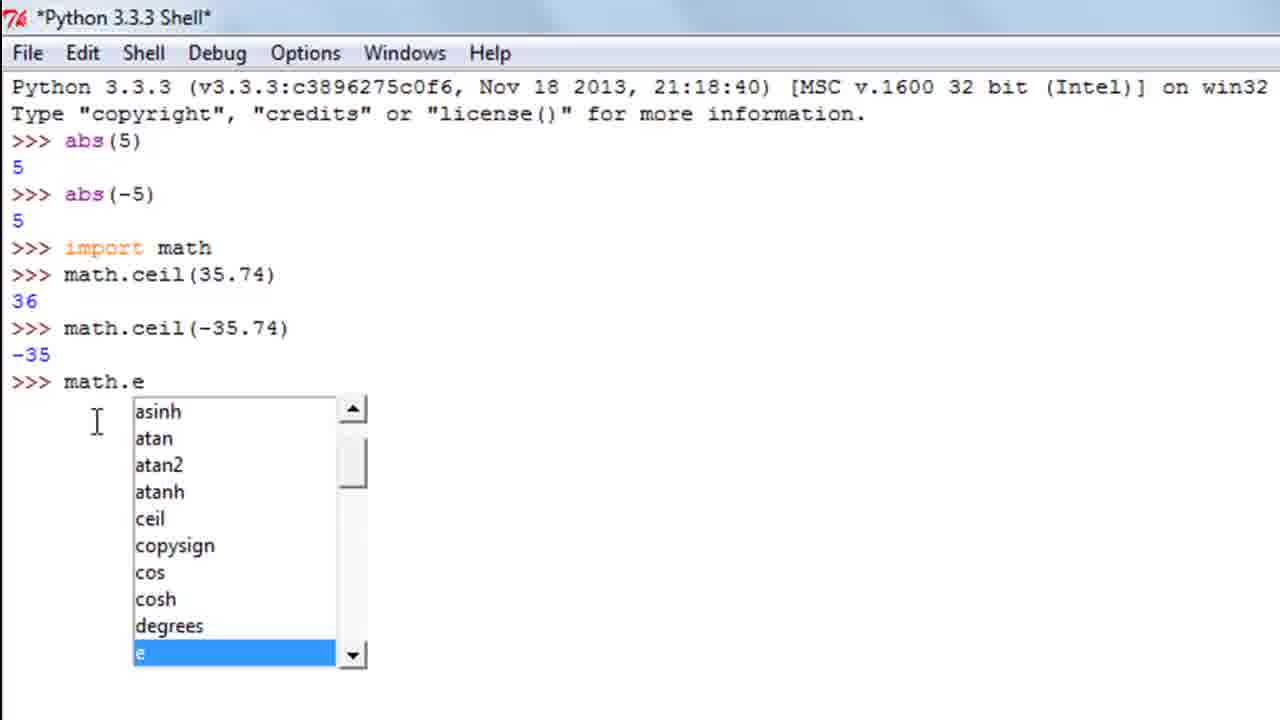 *Python 3.3.3 Shell*
File Edit Shell Debug Options Windows Help
Python 3.3.3 (v3.3.3:c3896275c0f6, Nov 18 2013, 21:18:40) [MSC v.1600 32 bit (Intel)] on win32
Type "copyright", "credits" or "license()" for more information.
>>> abs(5)
5
>>> abs(-5)
5
>>> import math
>>> math.ceil(35.74)
36
>>> math.ceil(-35.74)
-35
>>> math.e
asinh
atan
atan2
atanh
ceil
copysign
cos
cosh
degrees
e